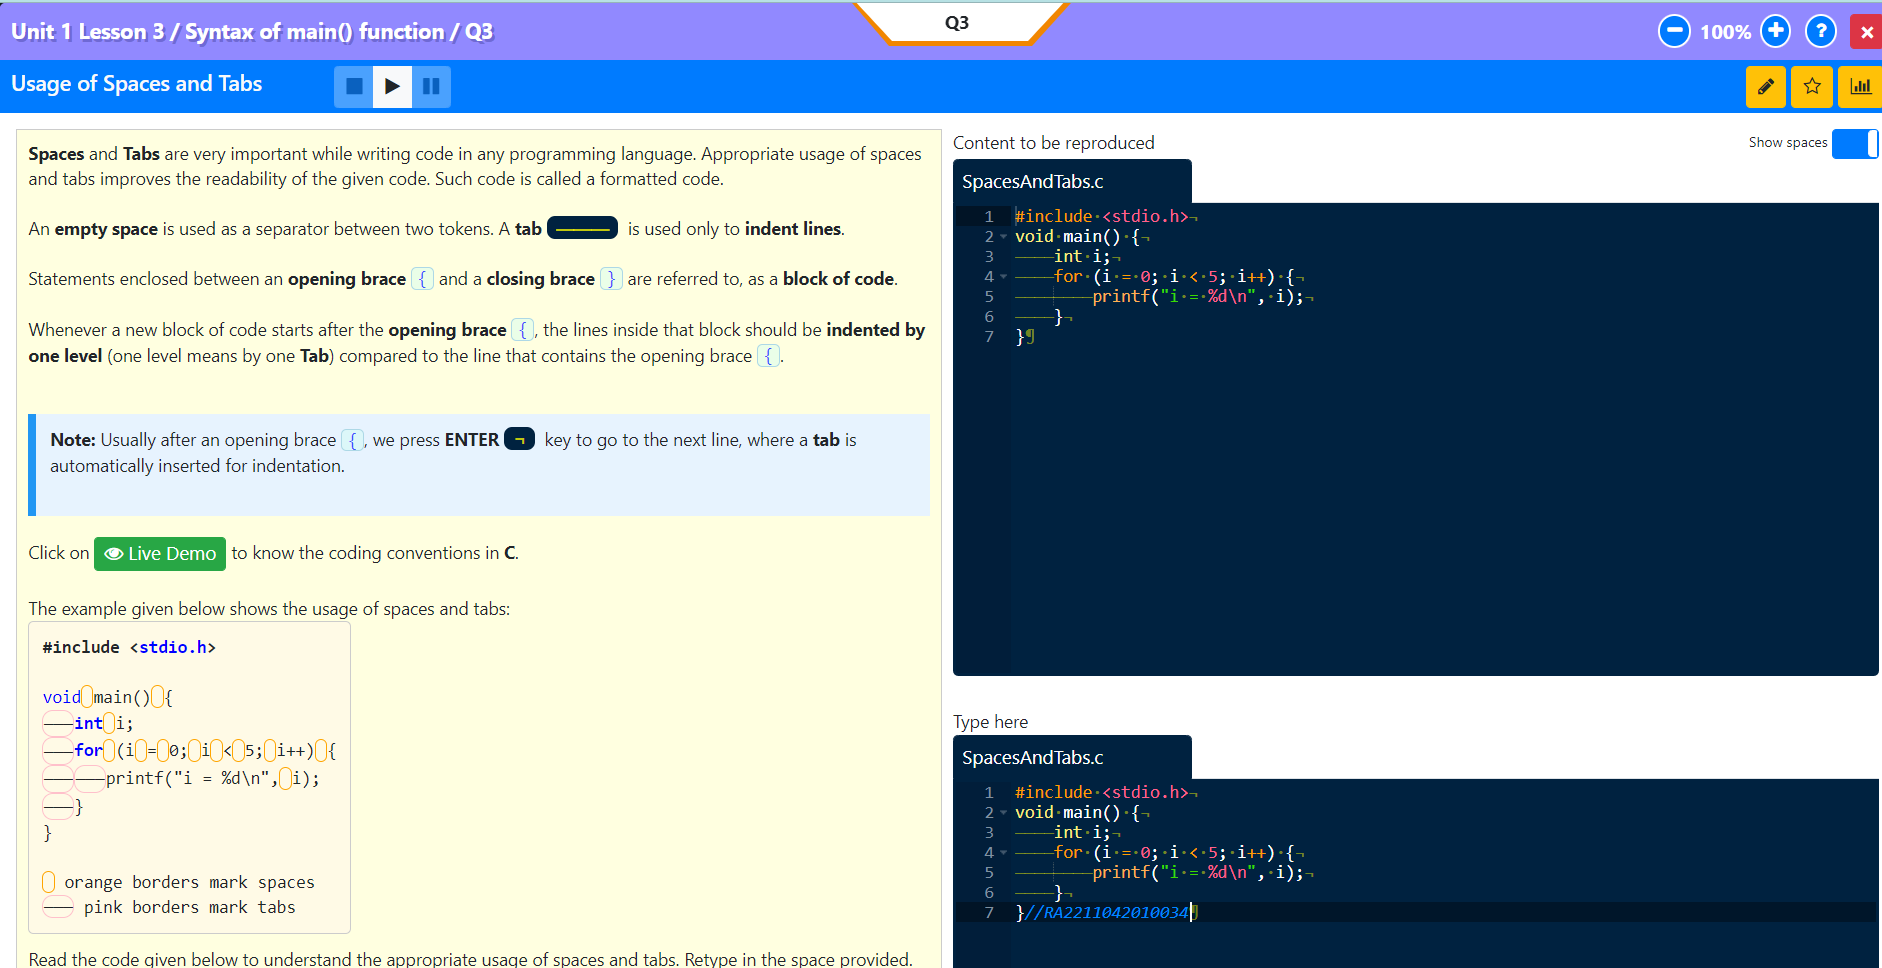 Unit 1 Lesson 3 / Syntax of main() function / Q3
Q3
100%
Usage of Spaces and Tabs
Spaces and Tabs are very important while writing code in any programming language. Appropriate usage of spaces
and tabs improves the readability of the given code. Such code is called a formatted code.
An empty space is used as a separator between two tokens. A tab is used only to indent lines.
Statements enclosed between an opening brace { and a closing brace } are referred to, as a block of code.
Whenever a new block of code starts after the opening brace {, the lines inside that block should be indented by
one level (one level means by one Tab) compared to the line that contains the opening brace {.
Note: Usually after an opening brace {, we press ENTER ¬ key to go to the next line, where a tab is
automatically inserted for indentation.
Click on Live Demo to know the coding conventions in C.
The example given below shows the usage of spaces and tabs:
#include <stdio.h>
void main() {
int i;
for (i = 0; i < 5; i++) {
printf("i = %d\n", i);
}
}
orange borders mark spaces
pink borders mark tabs
Read the code given below to understand the appropriate usage of spaces and tabs. Retype in the space provided.
Content to be reproduced
Show spaces
SpacesAndTabs.c
1 #include·<stdio.h>¬
2 void·main()·{¬
3 ————int·i;¬
4 ————for·(i·=·0;·i·<·5;·i++)·{¬
5 ————————printf("i·=·%d\n",·i);¬
6 ————}¬
7 }¶
Type here
SpacesAndTabs.c
1 #include·<stdio.h>¬
2 void·main()·{¬
3 ————int·i;¬
4 ————for·(i·=·0;·i·<·5;·i++)·{¬
5 ————————printf("i·=·%d\n",·i);¬
6 ————}¬
7 }//RA2211042010034¶